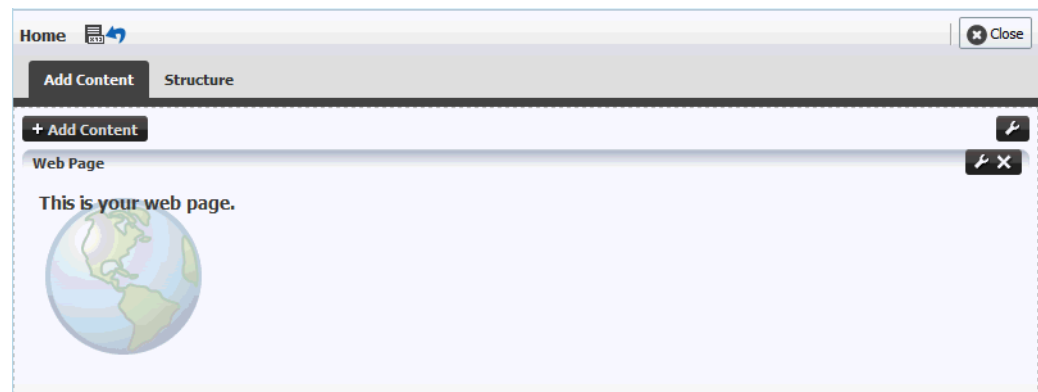 Home
Close
Add Content Structure
+ Add Content
Web Page
This is your web page.